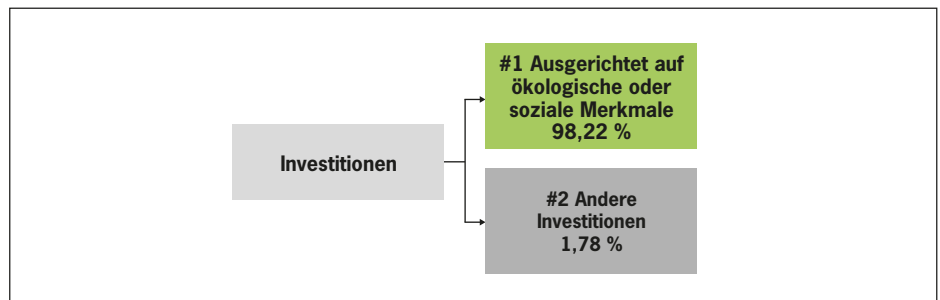 #1 Ausgerichtet auf
ökologische oder
soziale Merkmale
98,22 %
Investitionen
#2 Andere
Investitionen
1,78 %